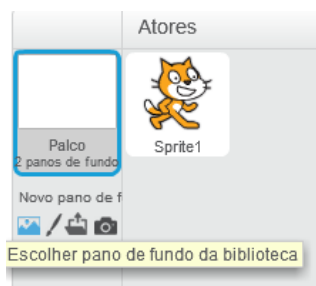 Atores
Palco
2 panos de fundo
Sprite1
Novo pano de f
Escolher pano de fundo da biblioteca